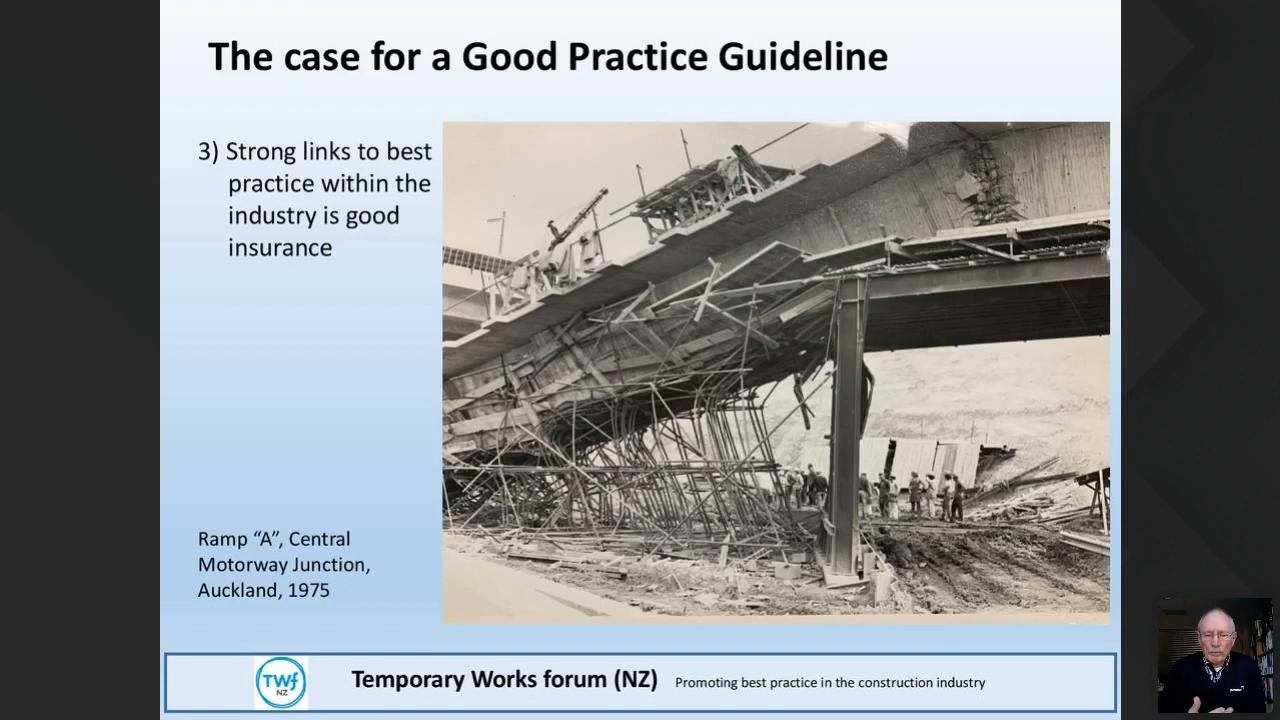 The case for a Good Practice Guideline
3) Strong links to best
practice within the
industry is good
insurance
Ramp “A”, Central
Motorway Junction,
Auckland, 1975
TWf
NZ
Temporary Works forum (NZ) Promoting best practice in the construction industry